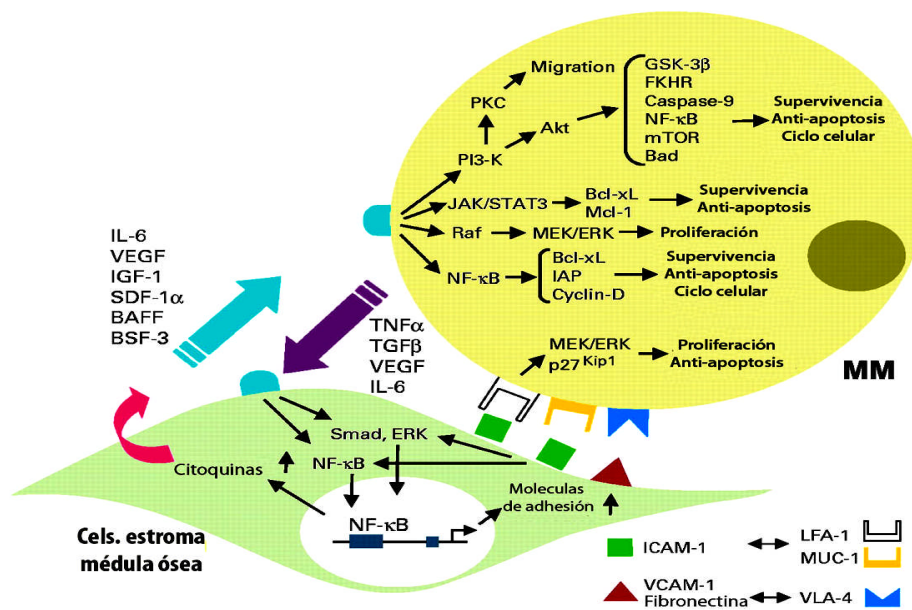 Migration
PKC
Akt
PI3-K
GSK-3β
FKHR
Caspase-9
NF-κB
mTOR
Bad
Supervivencia
Anti-apoptosis
Ciclo celular
JAK/STAT3
Bcl-xL
Mcl-1
Supervivencia
Anti-apoptosis
Raf
MEK/ERK
Proliferación
NF-κB
Bcl-xL
IAP
Cyclin-D
Supervivencia
Anti-apoptosis
Ciclo celular
MEK/ERK
p27Kip1
Proliferación
Anti-apoptosis
MM
IL-6
VEGF
IGF-1
SDF-1α
BAFF
BSF-3
TNFα
TGFβ
VEGF
IL-6
Smad, ERK
Citoquinas
NF-κB
NF-κB
Moleculas
de adhesión
Cels. estroma
médula ósea
ICAM-1
LFA-1
MUC-1
VCAM-1
Fibronectina
VLA-4